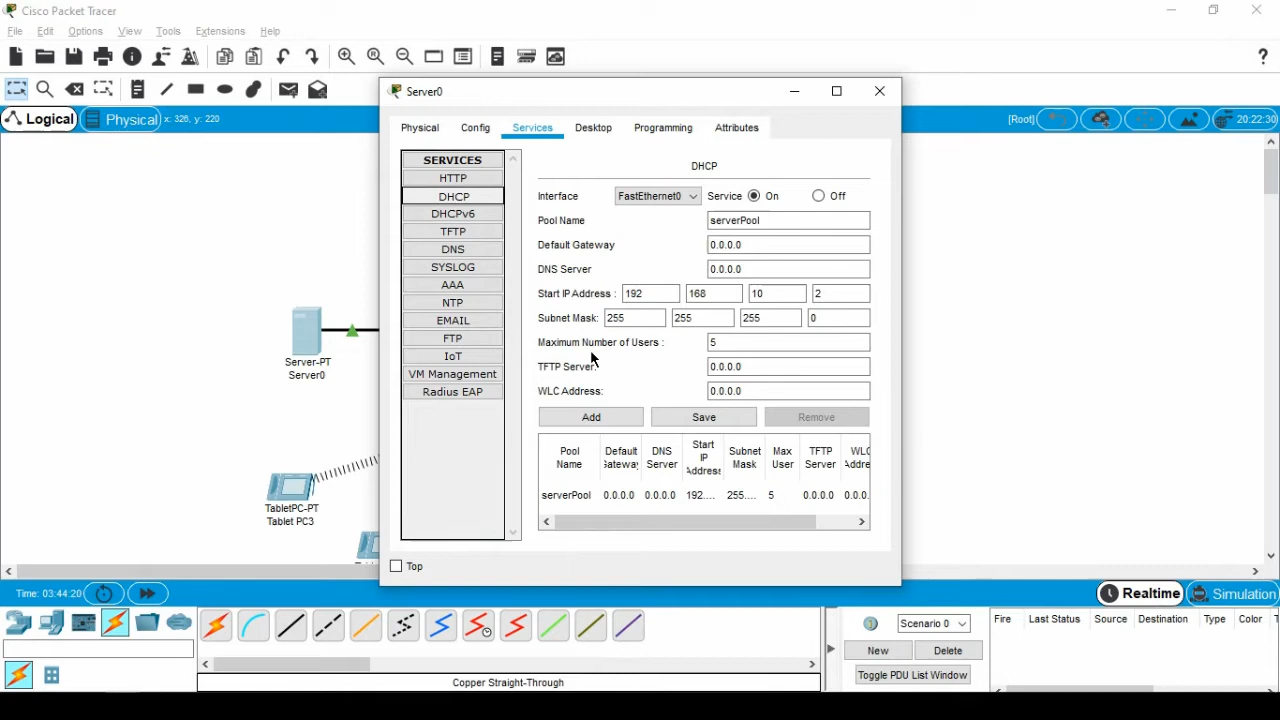 Cisco Packet Tracer
File Edit Options View Tools Extensions Help
?
Logical
Physical
x: 326, y: 220
[Root]
20:22:30
Server0
Physical Config Services Desktop Programming Attributes
SERVICES
HTTP
DHCP
DHCPv6
TFTP
DNS
SYSLOG
AAA
NTP
EMAIL
FTP
IoT
VM Management
Radius EAP
DHCP
Interface FastEthernet0 Service On Off
Pool Name serverPool
Default Gateway 0.0.0.0
DNS Server 0.0.0.0
Start IP Address : 192 168 10 2
Subnet Mask: 255 255 255 0
Maximum Number of Users : 5
TFTP Server: 0.0.0.0
WLC Address: 0.0.0.0
Add Save Remove
Pool Name
Default
DNS Server
Start IP
Subnet Mask
Max User
TFTP Server
serverPool 0.0.0.0 0.0.0.0 192.... 255.... 5 0.0.0.0 0.0.0.
Top
Server-PT
Server0
TabletPC-PT
Tablet PC3
Time: 03:44:20
Realtime
Simulation
Copper Straight-Through
Scenario 0
New Delete
Toggle PDU List Window
Fire Last Status Source Destination Type Color